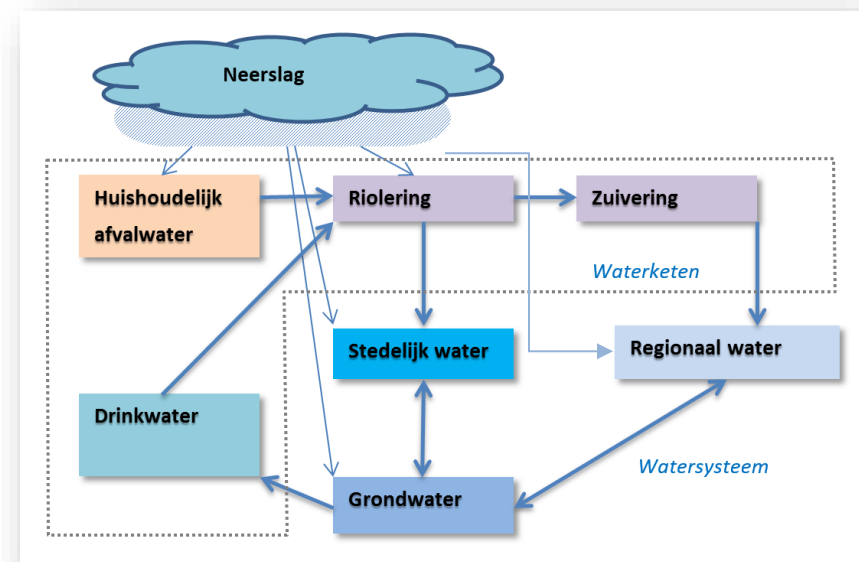 Neerslag
Huishoudelijk
afvalwater
Riolering
Zuivering
Waterketen
Stedelijk water
Regionaal water
Drinkwater
Watersysteem
Grondwater